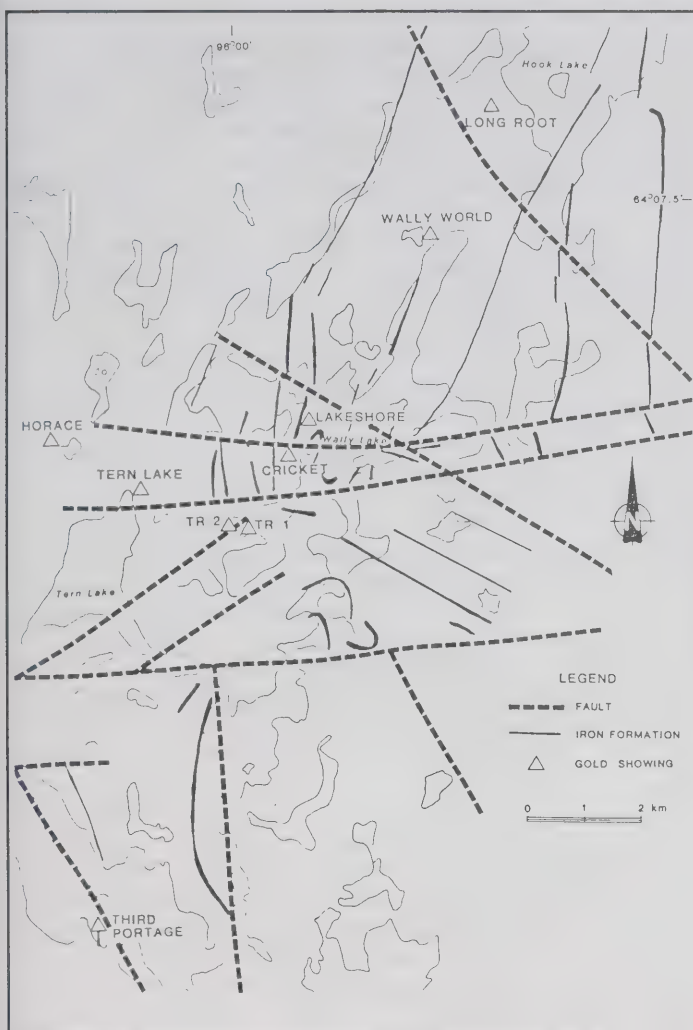 96°00'
Hook Lake
LONG ROOT
64°07.5'
WALLY WORLD
LAKESHORE
HORACE
Wally Lake
CRICKET
TERN LAKE
TR 2
TR 1
N
Tern Lake
LEGEND
FAULT
IRON FORMATION
GOLD SHOWING
0 1 2 km
THIRD
PORTAGE